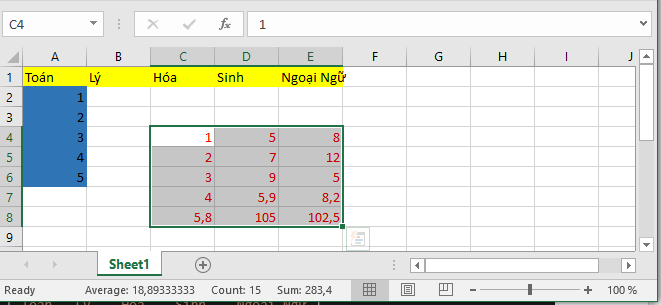 C4 1
A B C D E F G H I J
1 Toán Lý Hóa Sinh Ngoại Ngữ
2 1
3 2
4 3 1 5 8
5 4 2 7 12
6 5 3 9 5
7 4 5,9 8,2
8 5,8 105 102,5
9
Sheet1
Ready Average: 18,89333333 Count: 15 Sum: 283,4 100 %